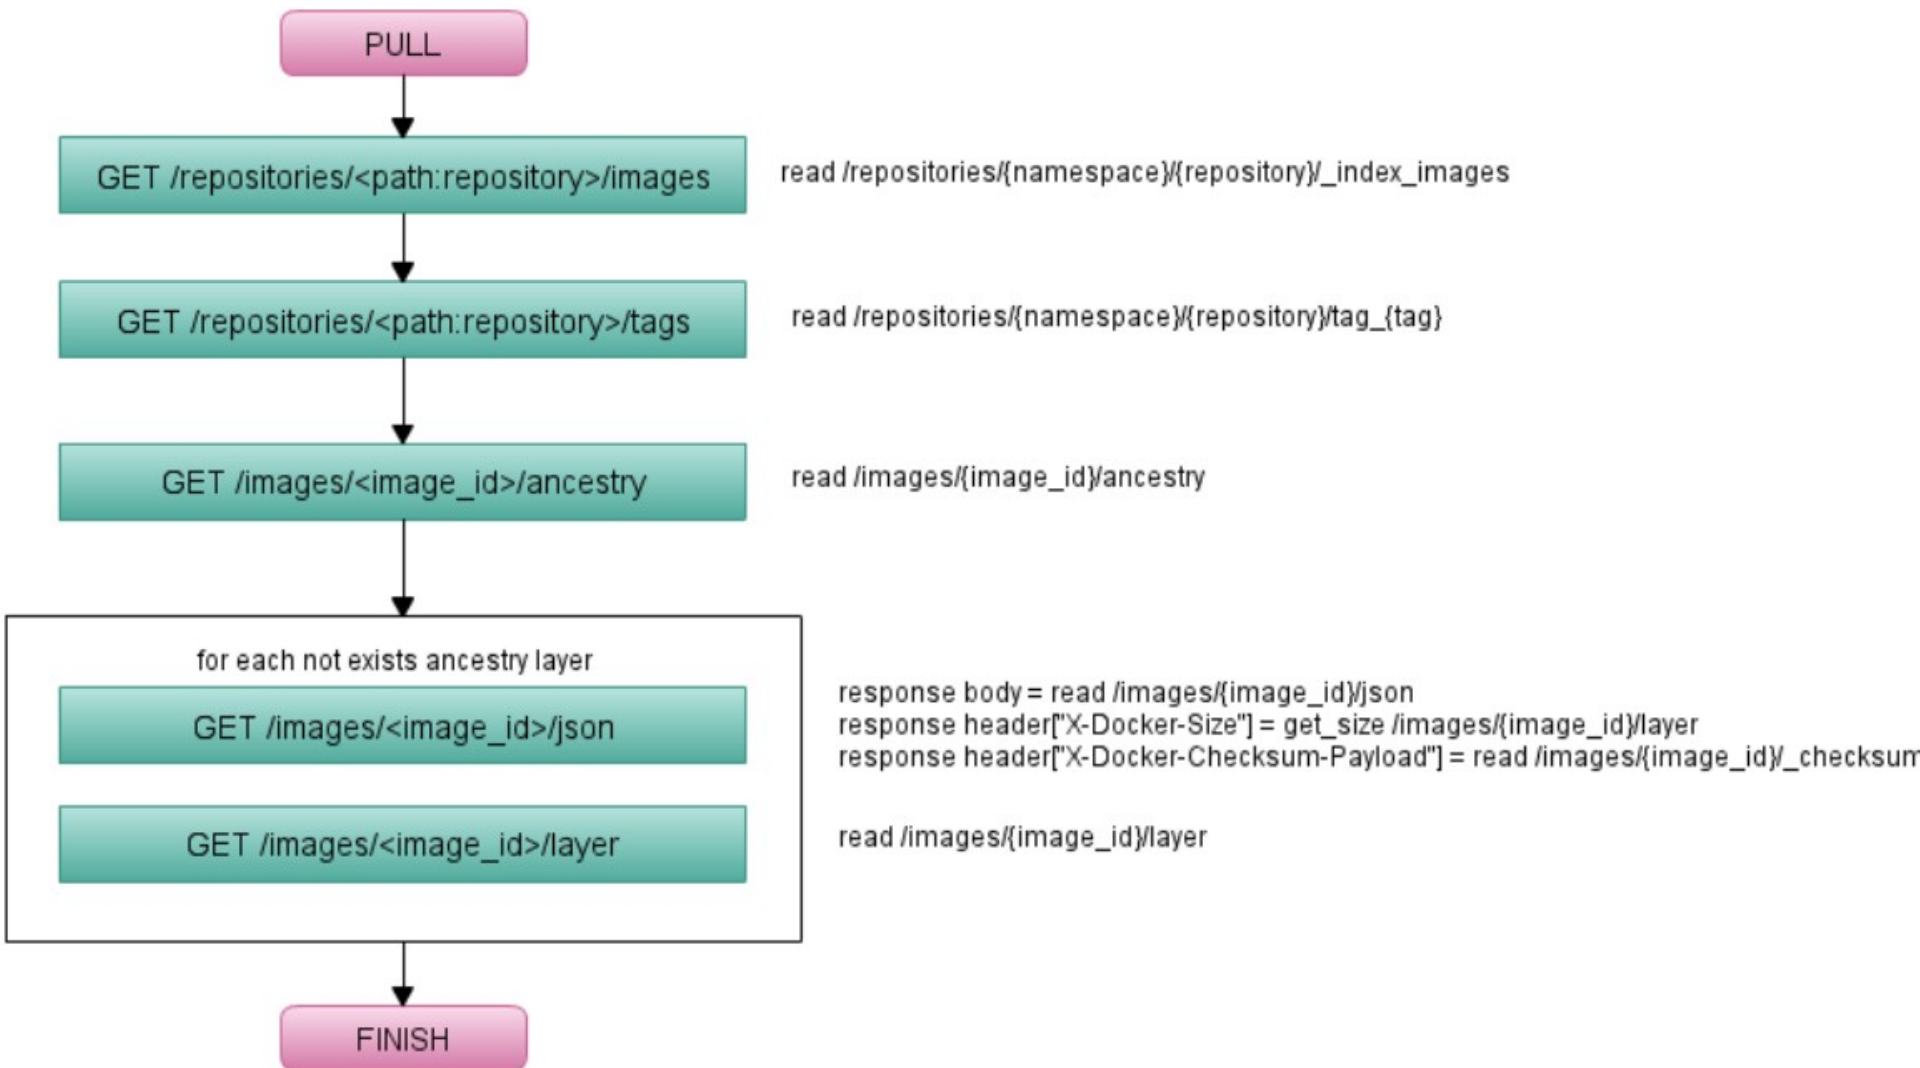 PULL
GET /repositories/<path:repository>/images
read /repositories/{namespace}/{repository}/_index_images
GET /repositories/<path:repository>/tags
read /repositories/{namespace}/{repository}/tag_{tag}
GET /images/<image_id>/ancestry
read /images/{image_id}/ancestry
for each not exists ancestry layer
GET /images/<image_id>/json
response body = read /images/{image_id}/json
response header["X-Docker-Size"] = get_size /images/{image_id}/layer
response header["X-Docker-Checksum-Payload"] = read /images/{image_id}/_checksum
GET /images/<image_id>/layer
read /images/{image_id}/layer
FINISH